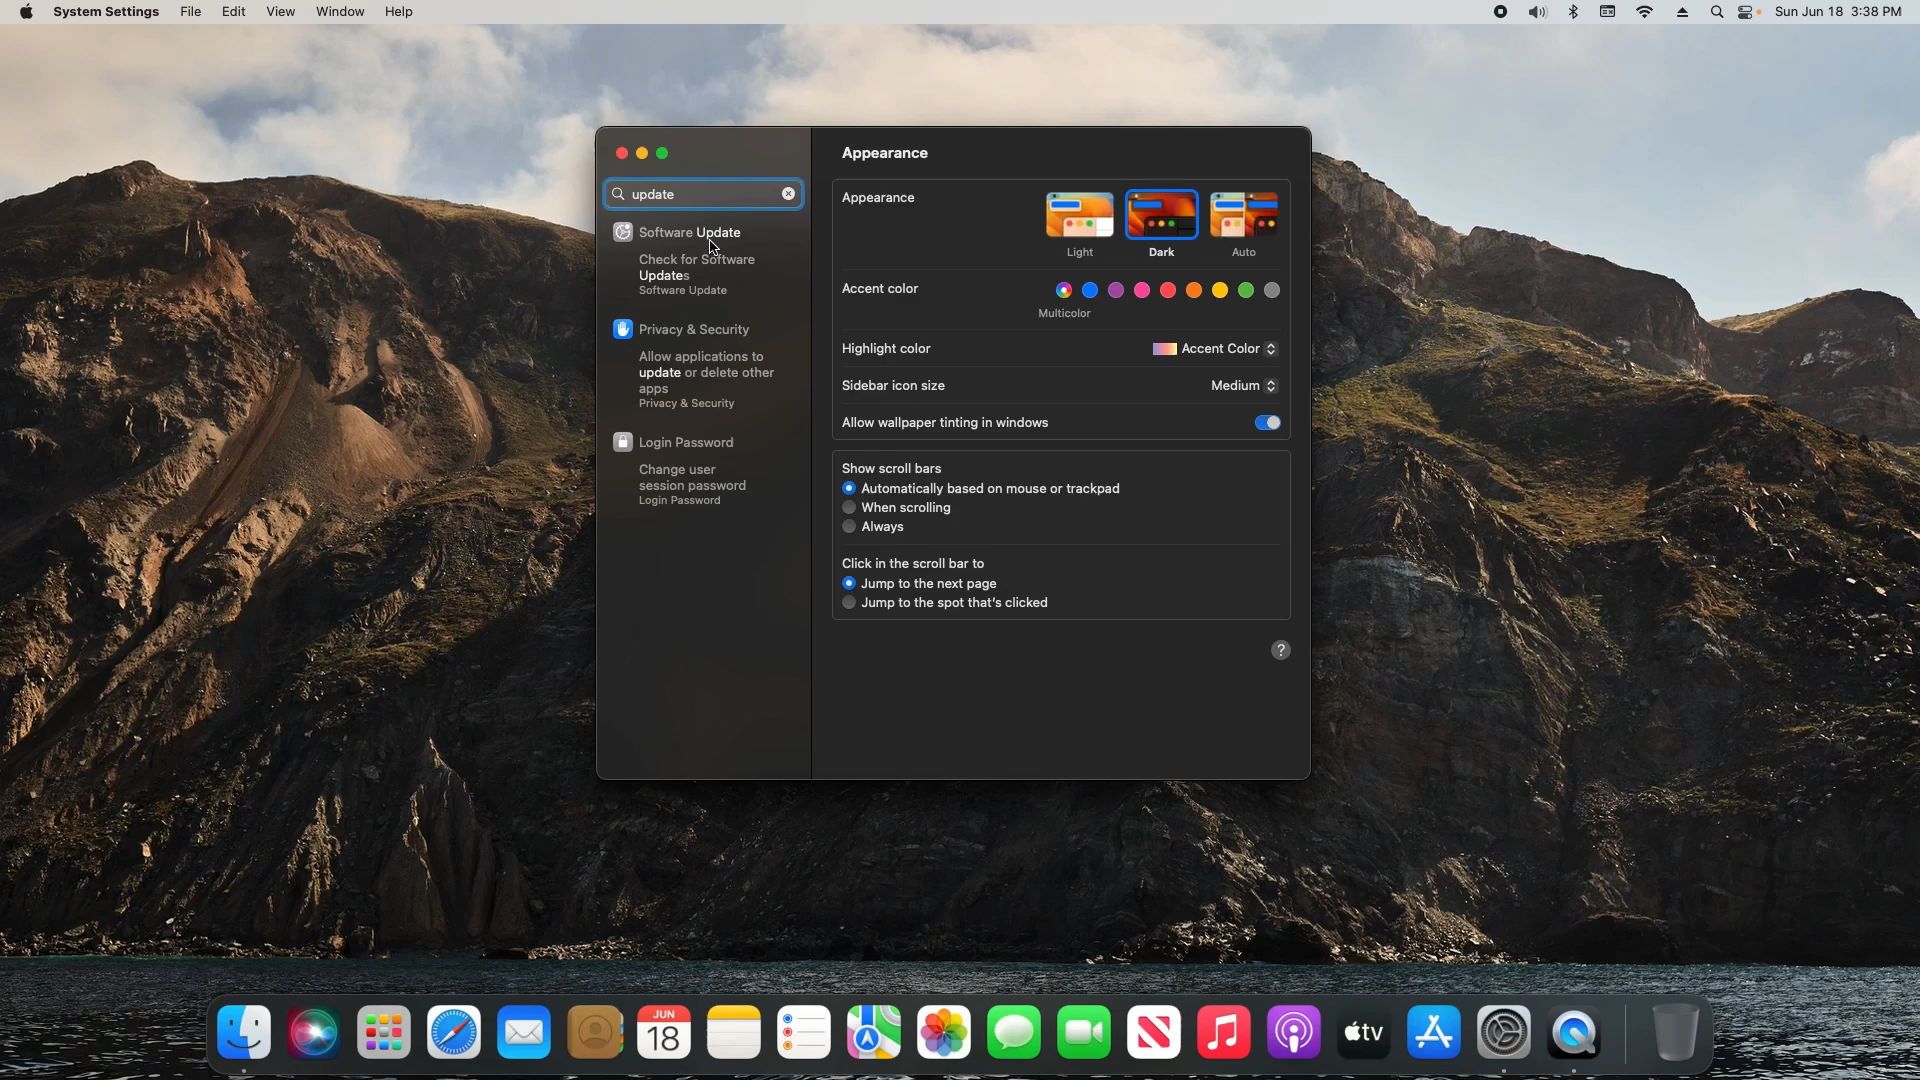 System Settings File Edit View Window Help Sun Jun 18 3:38 PM
update
Software Update
Check for Software
Updates
Software Update
Privacy & Security
Allow applications to
update or delete other
apps
Privacy & Security
Login Password
Change user
session password
Login Password
Appearance
Appearance
Light Dark Auto
Accent color
Multicolor
Highlight color Accent Color
Sidebar icon size Medium
Allow wallpaper tinting in windows
Show scroll bars
Automatically based on mouse or trackpad
When scrolling
Always
Click in the scroll bar to
Jump to the next page
Jump to the spot that's clicked
?
JUN
18
tv